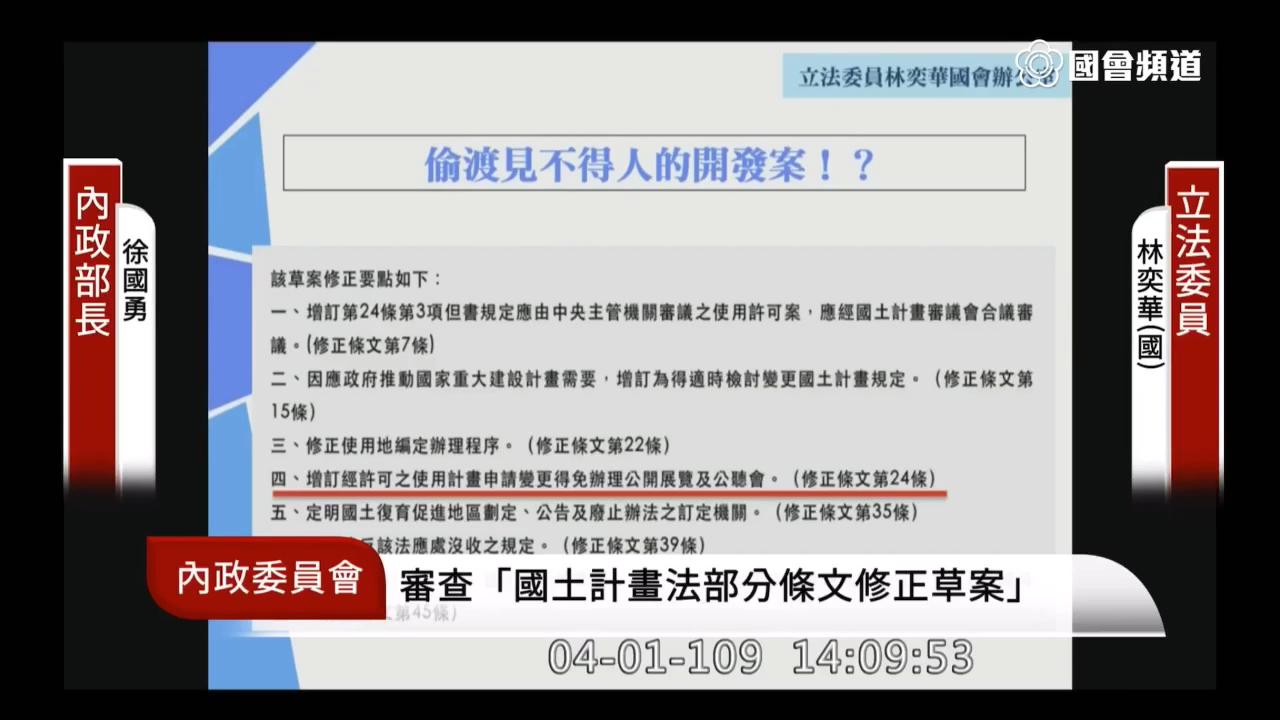 立法委員林奕華國會辦公室
國會頻道
偷渡見不得人的開發案！？
內政部長
徐國勇
立法委員
林奕華(國)
該草案修正要點如下：
一、增訂第24條第3項但書規定應由中央主管機關審議之使用許可案，應經國土計畫審議會合議審
議。(修正條文第7條)
二、因應政府推動國家重大建設計畫需要，增訂為得適時檢討變更國土計畫規定。（修正條文第
15條）
三、修正使用地編定辦理程序。（修正條文第22條）
四、增訂經許可之使用計畫申請變更得免辦理公開展覽及公聽會。（修正條文第24條）
五、定明國土復育促進地區劃定、公告及廢止辦法之訂定機關。（修正條文第35條）
反該法應處沒收之規定。（修正條文第39條）
第45條）
內政委員會
審查「國土計畫法部分條文修正草案」
04-01-109 14:09:53